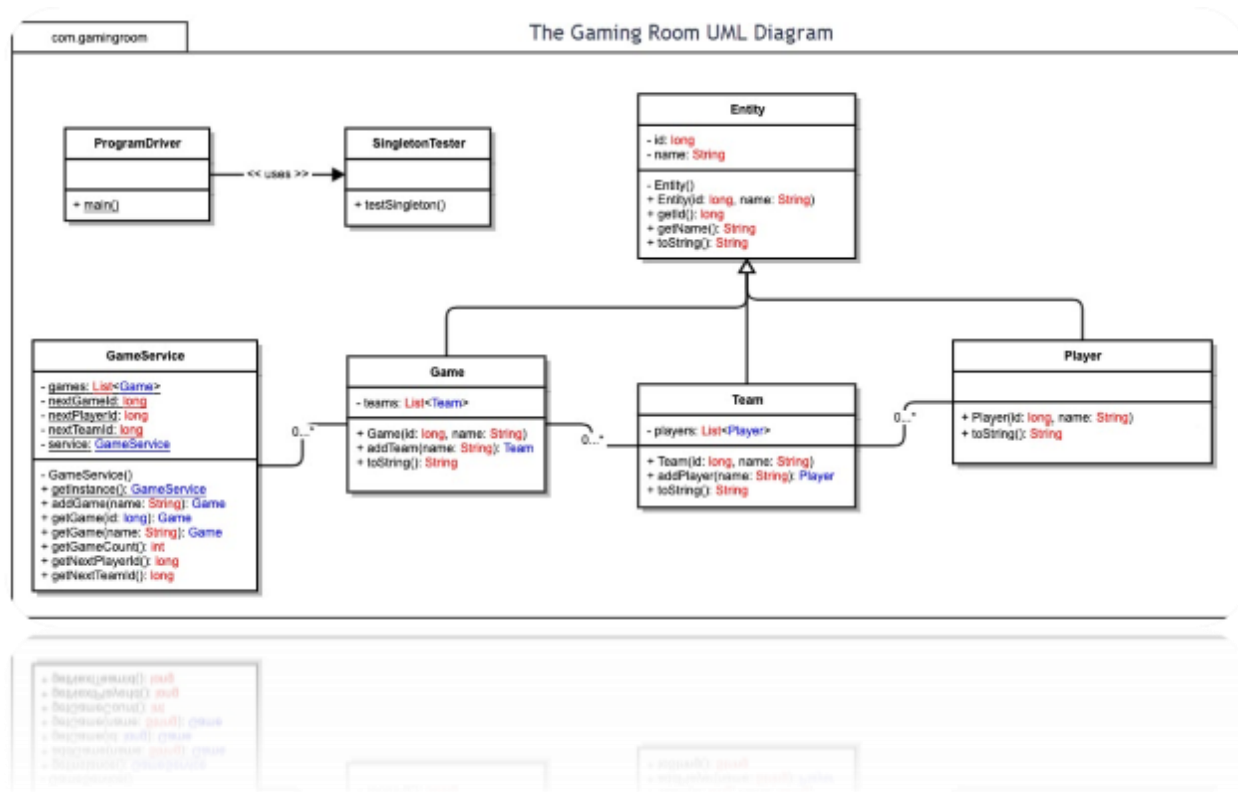 com.gamingroom
The Gaming Room UML Diagram
ProgramDriver
+ main()
<< uses >>
SingletonTester
+ testSingleton()
Entity
- id: long
- name: String
- Entity()
+ Entity(id: long, name: String)
+ getId(): long
+ getName(): String
+ toString(): String
GameService
- games: List<Game>
- nextGameId: long
- nextPlayerId: long
- nextTeamId: long
- service: GameService
- GameService()
+ getInstance(): GameService
+ addGame(name: String): Game
+ getGame(id: long): Game
+ getGame(name: String): Game
+ getGameCount(): int
+ getNextPlayerId(): long
+ getNextTeamId(): long
0...*
Game
- teams: List<Team>
+ Game(id: long, name: String)
+ addTeam(name: String): Team
+ toString(): String
0...*
Team
- players: List<Player>
+ Team(id: long, name: String)
+ addPlayer(name: String): Player
+ toString(): String
0...*
Player
+ Player(id: long, name: String)
+ toString(): String